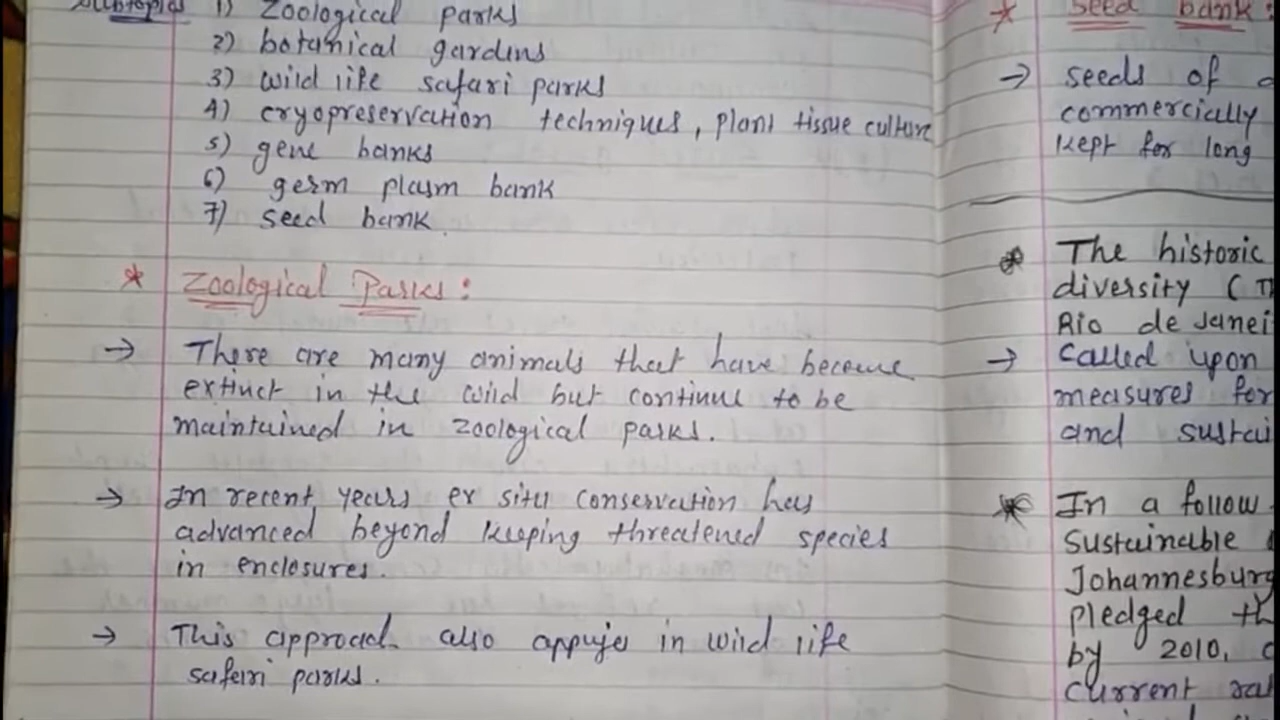 Subtopics 1) Zoological Parks
2) botanical gardens
3) wild life safari parks
4) cryopreservation techniques, plant tissue culture
5) gene banks
6) germ plasm bank
7) seed bank.
* Zoological Parks :
→ There are many animals that have become
extinct in the wild but continue to be
maintained in zoological parks.
→ In recent years ex situ conservation has
advanced beyond keeping threatened species
in enclosures.
→ This approach also in wild life
safari parks.
* Seed bank :
→ seeds of
commercially
kept for long
* The historic
diversity (
Rio de Janei
→ Called upon
measures for
and sustai
* In a follow
Sustainable
Johannesburg
pledged th
by 2010,
current